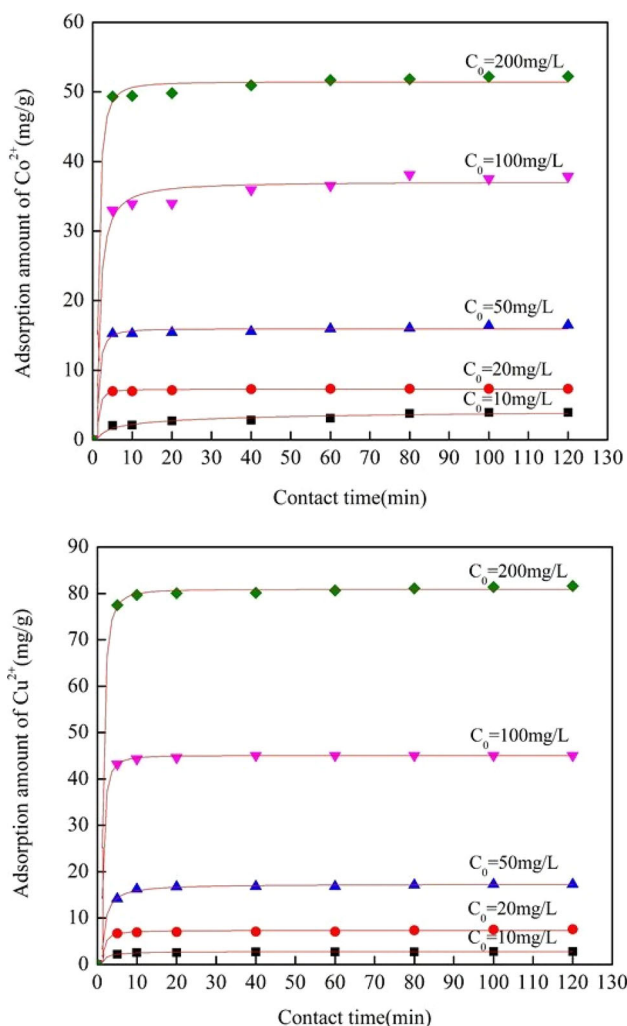 60
50
40
30
20
10
0
Adsorption amount of Co²⁺(mg/g)
C₀=200mg/L
C₀=100mg/L
C₀=50mg/L
C₀=20mg/L
C₀=10mg/L
0 10 20 30 40 50 60 70 80 90 100 110 120 130
Contact time(min)
90
80
70
60
50
40
30
20
10
0
Adsorption amount of Cu²⁺(mg/g)
C₀=200mg/L
C₀=100mg/L
C₀=50mg/L
C₀=20mg/L
C₀=10mg/L
0 10 20 30 40 50 60 70 80 90 100 110 120 130
Contact time(min)